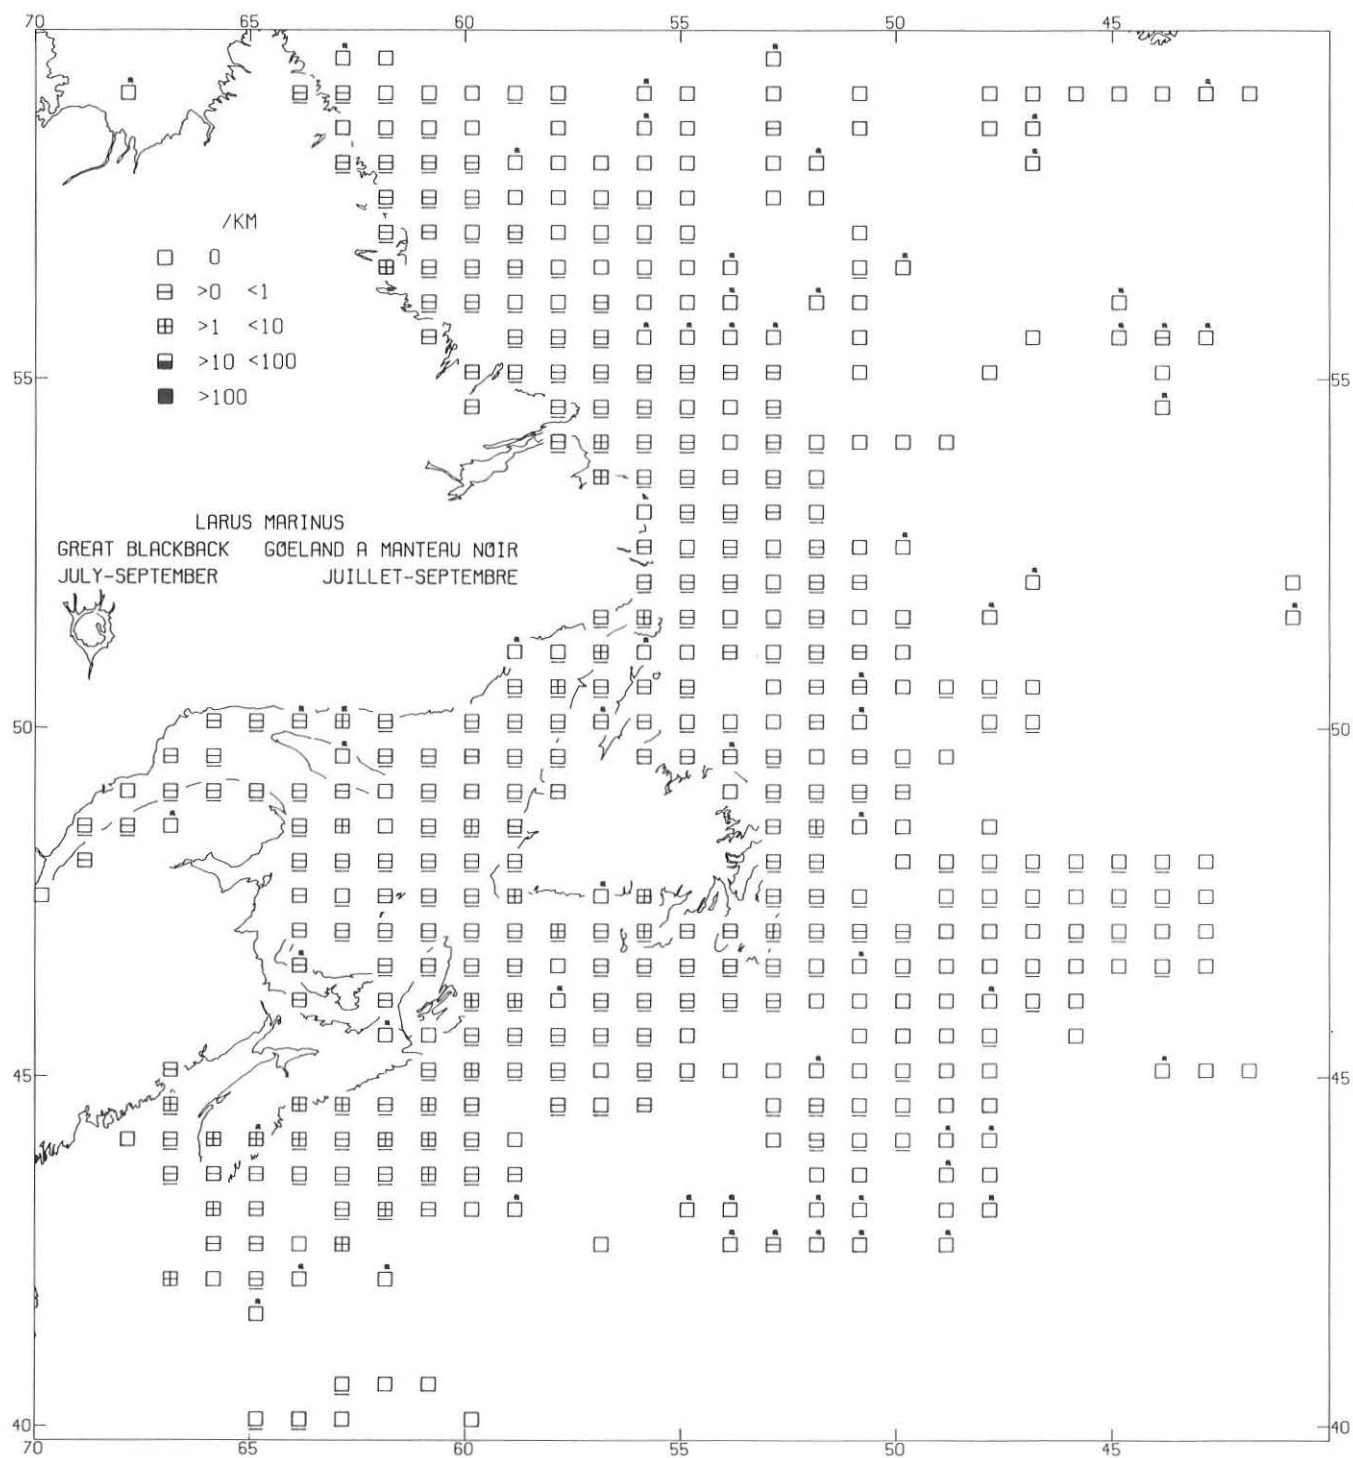 70 65 60 55 50 45
/KM
0
>0 <1
>1 <10
>10 <100
>100
55 55
LARUS MARINUS
GREAT BLACKBACK GØELAND A MANTEAU NØIR
JULY-SEPTEMBER JUILLET-SEPTEMBRE
50 50
45 45
40 40
70 65 60 55 50 45